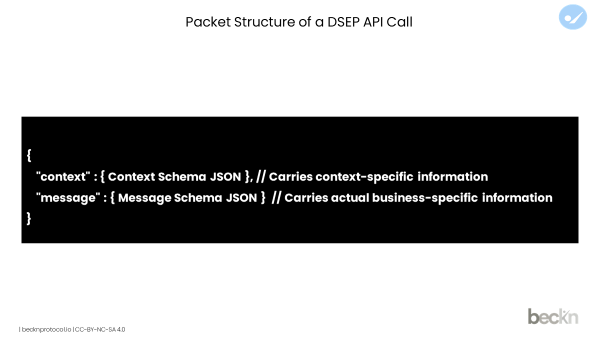 Packet Structure of a DSEP API Call
{
"context" : { Context Schema JSON }, // Carries context-specific information
"message" : { Message Schema JSON } // Carries actual business-specific information
}
beckn
| becknprotocol.io | CC-BY-NC-SA 4.0